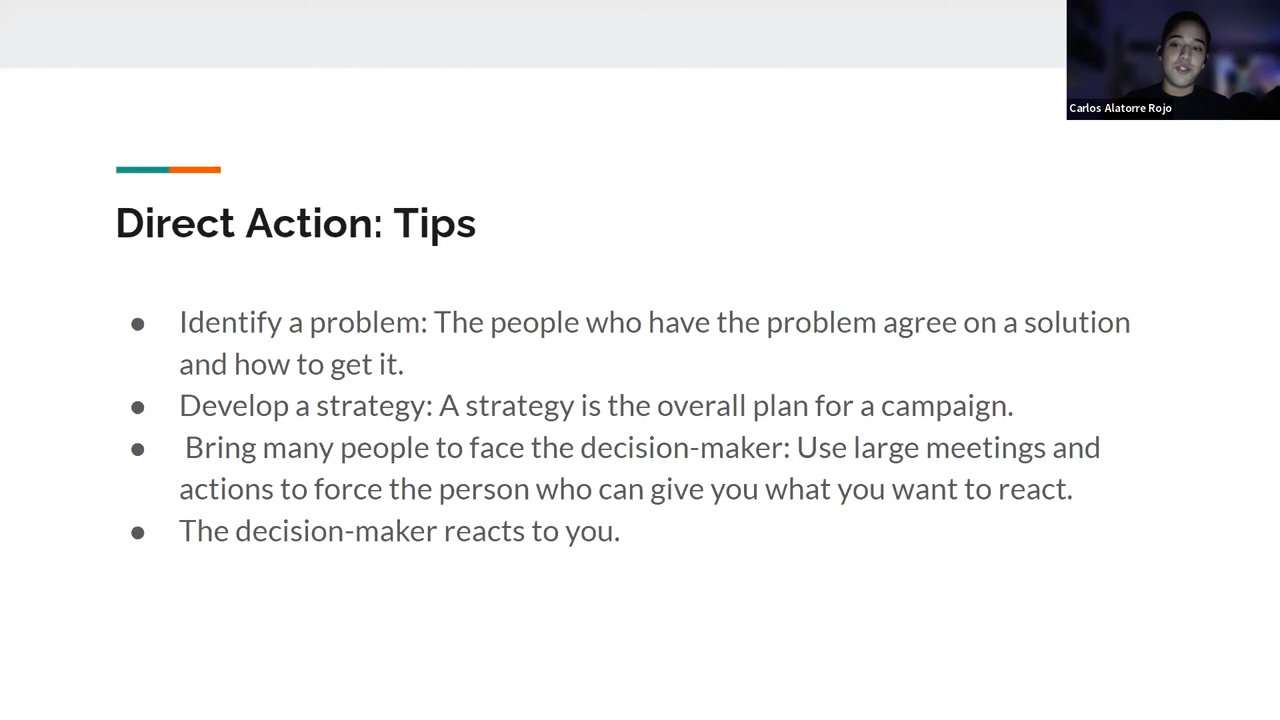 Carlos Alatorre Rojo
Direct Action: Tips
● Identify a problem: The people who have the problem agree on a solution
and how to get it.
● Develop a strategy: A strategy is the overall plan for a campaign.
● Bring many people to face the decision-maker: Use large meetings and
actions to force the person who can give you what you want to react.
● The decision-maker reacts to you.